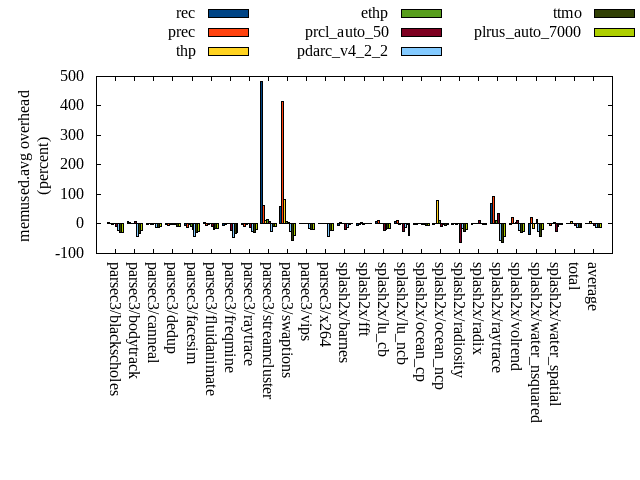 rec
prec
thp
ethp
prcl_auto_50
pdarc_v4_2_2
ttmo
plrus_auto_7000
memused.avg overhead
(percent)
500
400
300
200
100
0
-100
parsec3/blackscholes
parsec3/bodytrack
parsec3/canneal
parsec3/dedup
parsec3/facesim
parsec3/fluidanimate
parsec3/freqmine
parsec3/raytrace
parsec3/streamcluster
parsec3/swaptions
parsec3/vips
parsec3/x264
splash2x/barnes
splash2x/fft
splash2x/lu_cb
splash2x/lu_ncb
splash2x/ocean_cp
splash2x/ocean_ncp
splash2x/radiosity
splash2x/radix
splash2x/raytrace
splash2x/volrend
splash2x/water_nsquared
splash2x/water_spatial
total
average